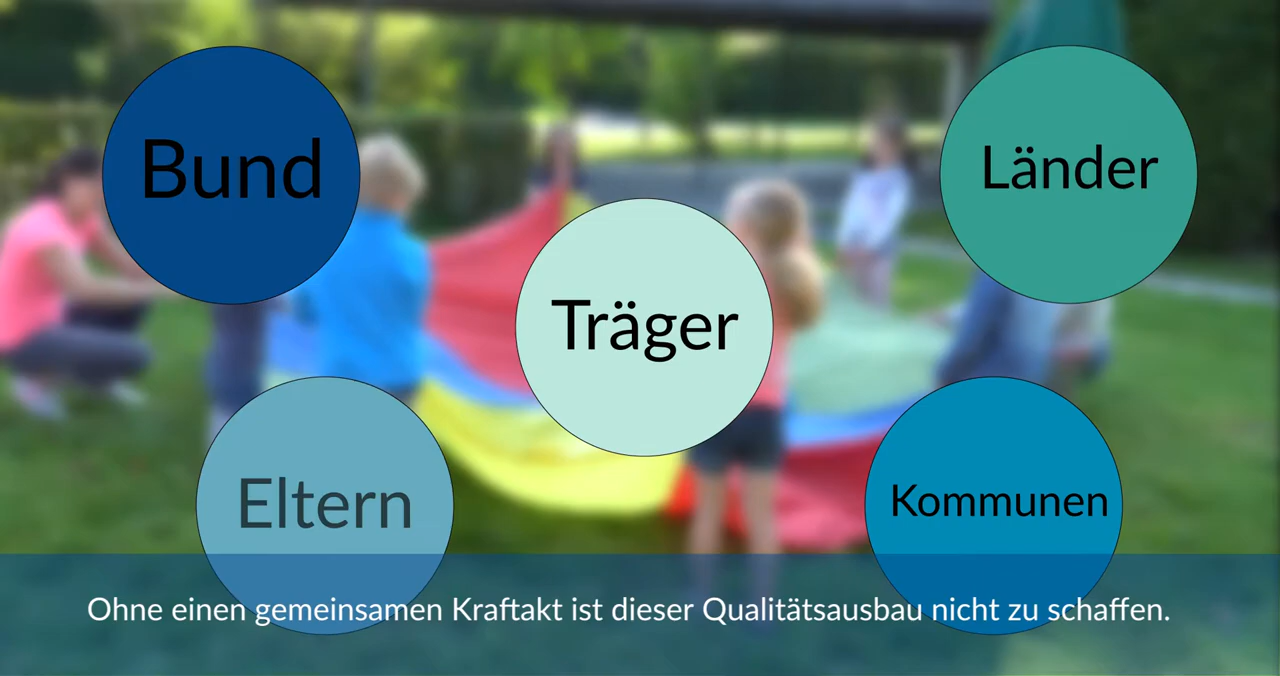 Bund
Länder
Träger
Eltern
Kommunen
Ohne einen gemeinsamen Kraftakt ist dieser Qualitätsausbau nicht zu schaffen.